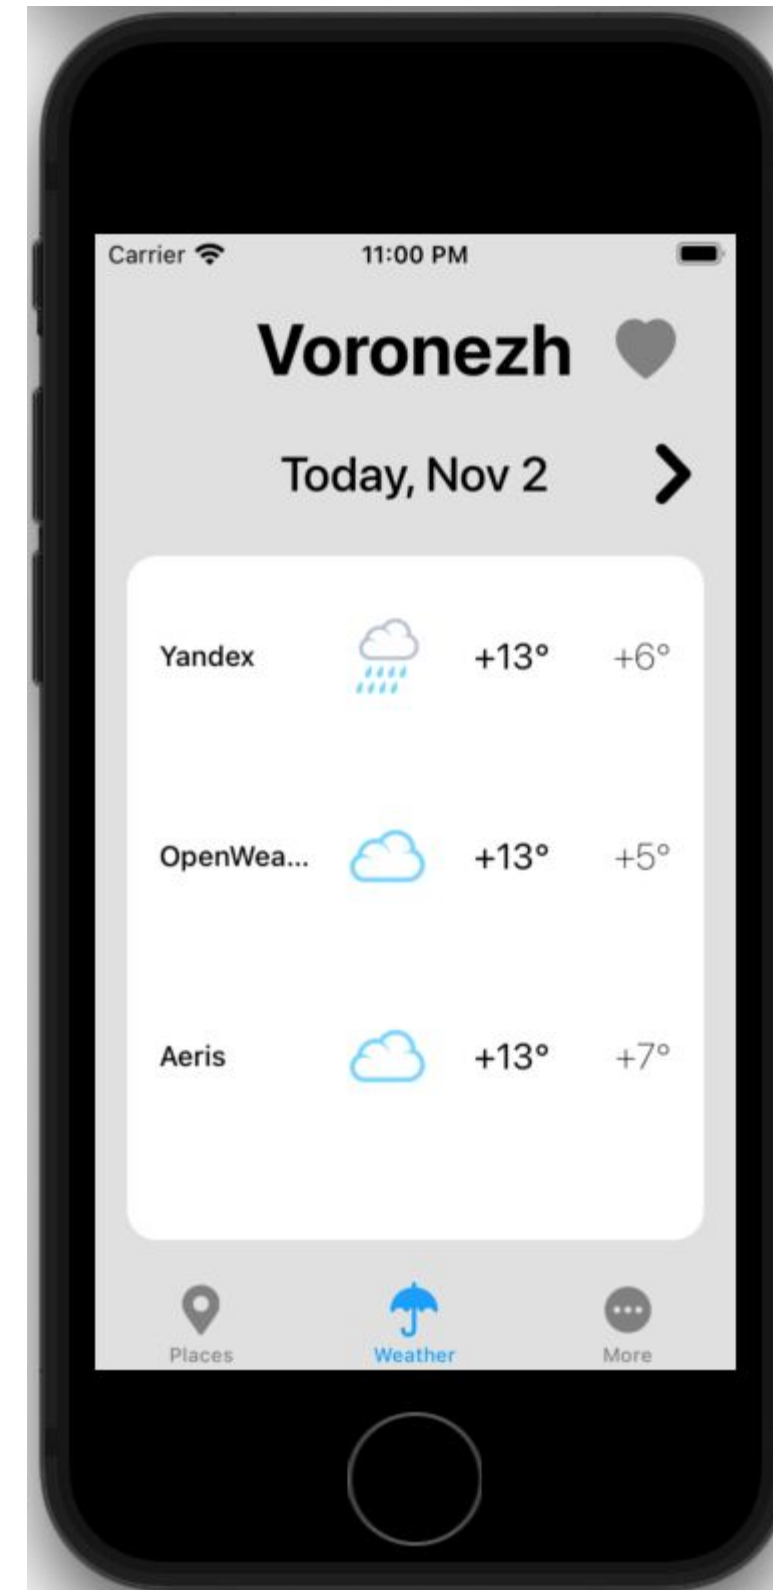 Carrier 11:00 PM
Voronezh
Today, Nov 2
Yandex +13° +6°
OpenWea... +13° +5°
Aeris +13° +7°
Places Weather More